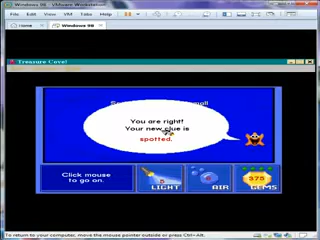 Windows 98 - VMware Workstation
File Edit View VM Tabs Help
Home Windows 98
Treasure Cove!
You are right!
Your new clue is
spotted.
Click mouse
to go on.
LIGHT
AIR
375
GEMS
To return to your computer, move the mouse pointer outside or press Ctrl+Alt.